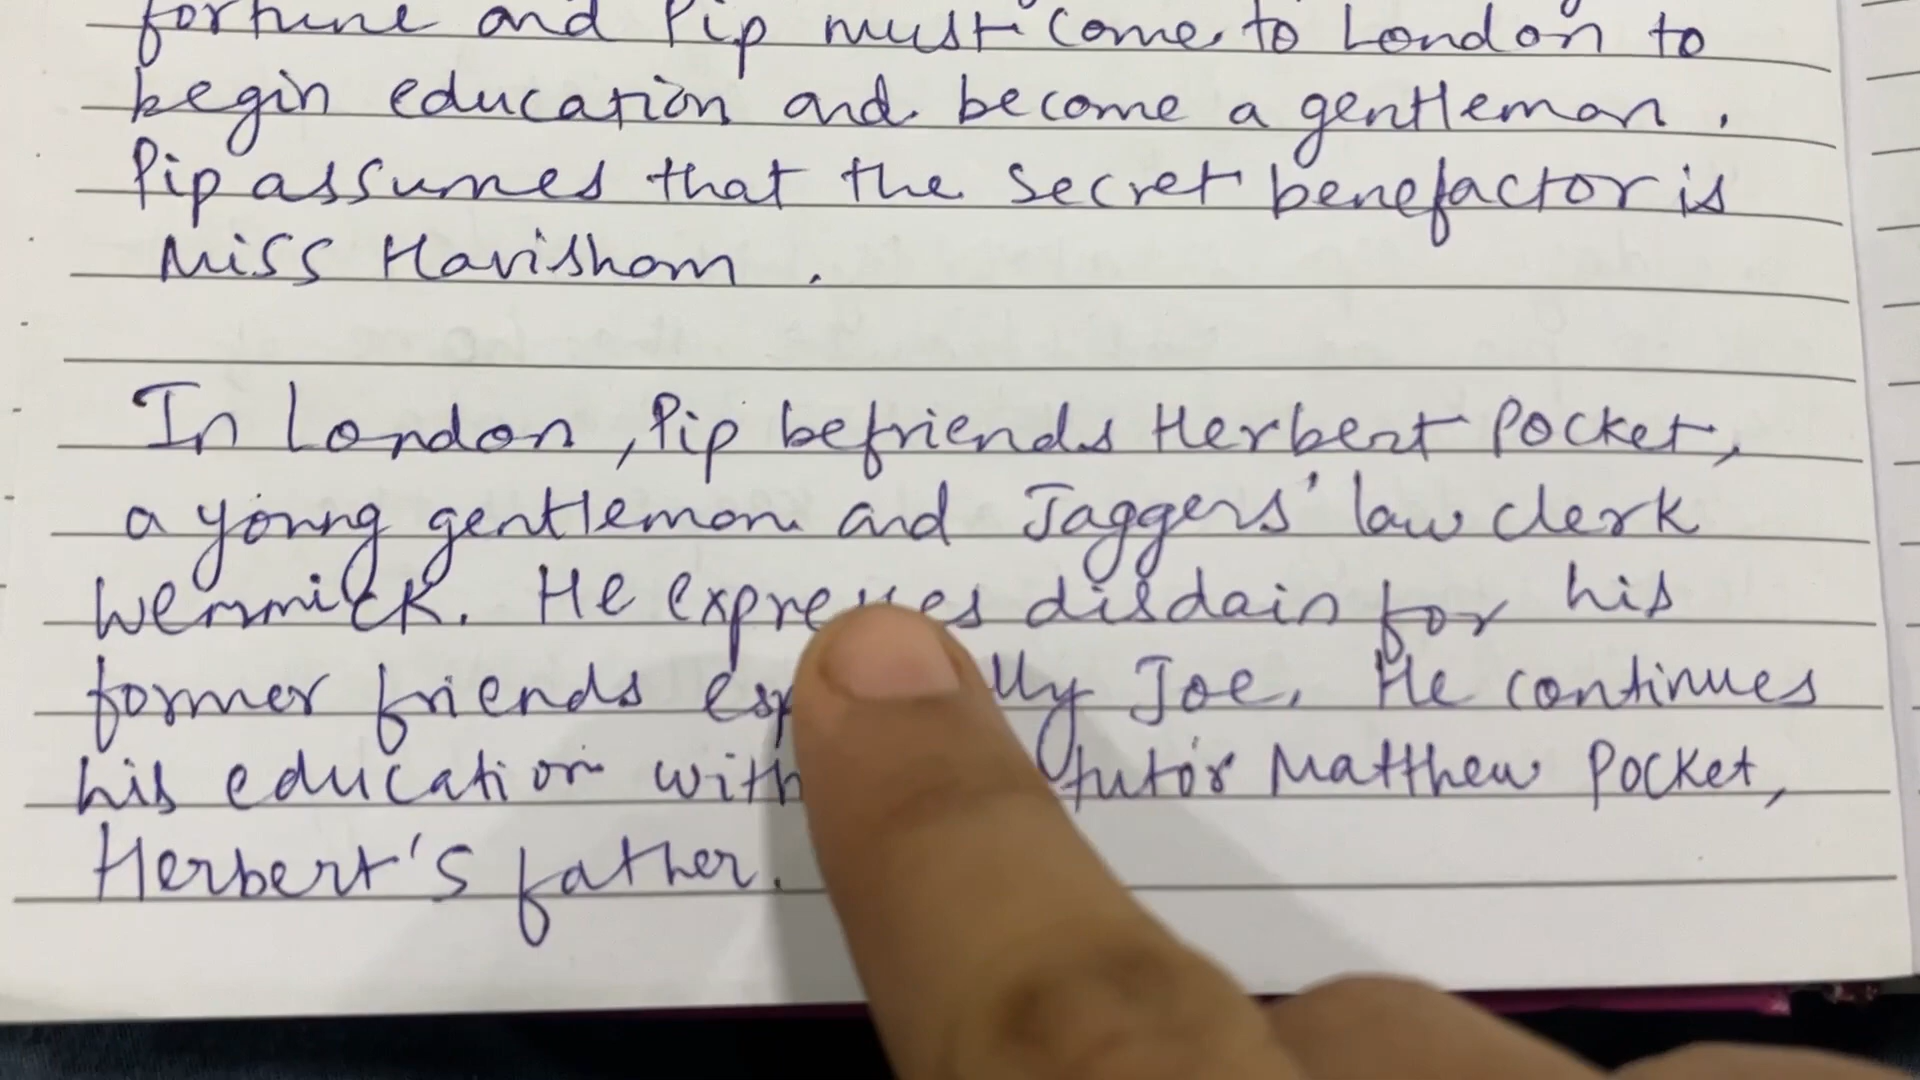 fortune and Pip must come to London to
begin education and become a gentleman.
Pip assumes that the secret benefactor is
Miss Havisham.
In London, Pip befriends Herbert Pocket,
a young gentleman and Jaggers' law clerk
Wemmick. He expresses disdain for his
former friends Joe. He continues
his education with tutor Matthew Pocket,
Herbert's father.